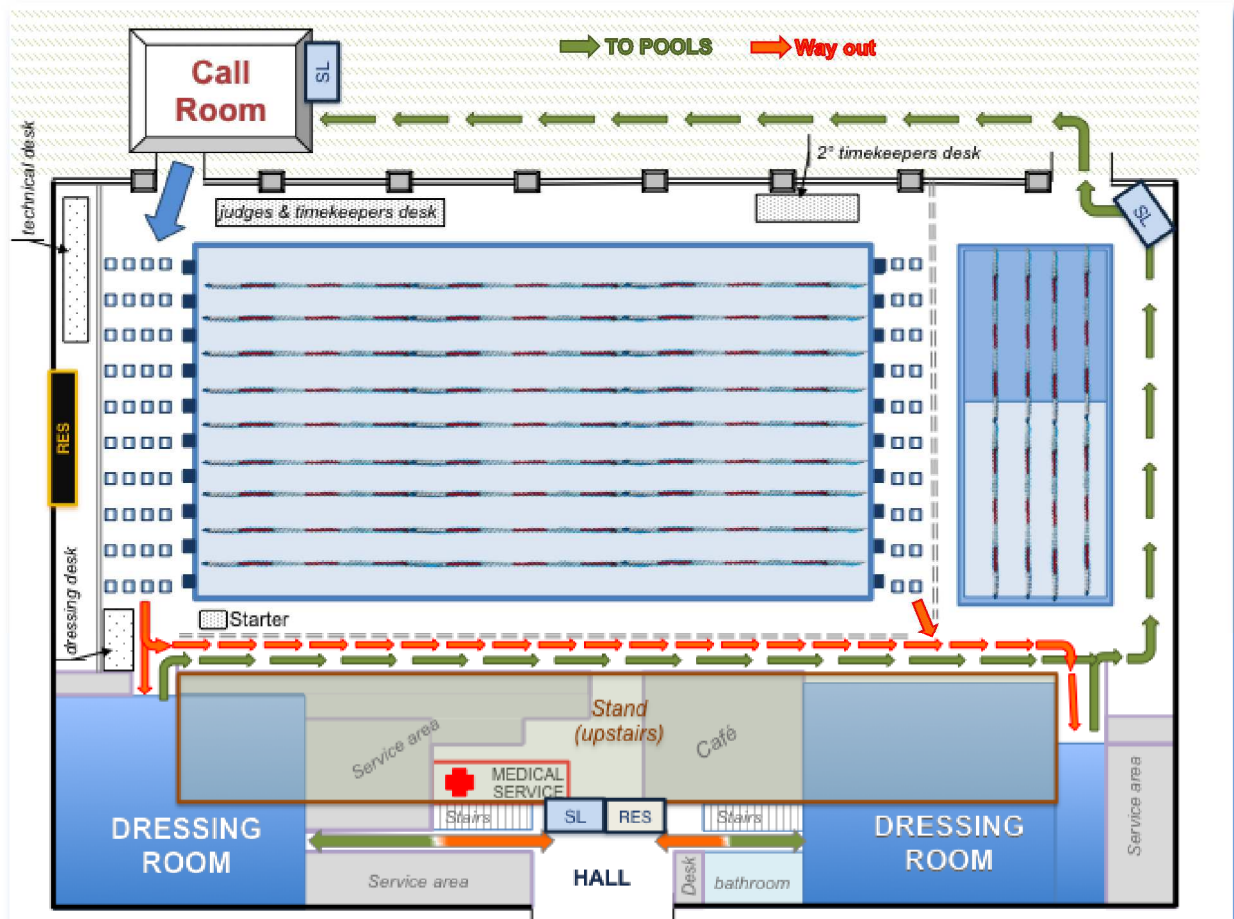 TO POOLS
Way out
Call
Room
SL
technical desk
2° timekeepers desk
judges & timekeepers desk
SL
RES
dressing desk
Starter
Stand
(upstairs)
Service area
Café
MEDICAL
SERVICE
Stairs
SL
RES
Stairs
DRESSING
ROOM
DRESSING
ROOM
Service area
Service area
HALL
Desk
bathroom